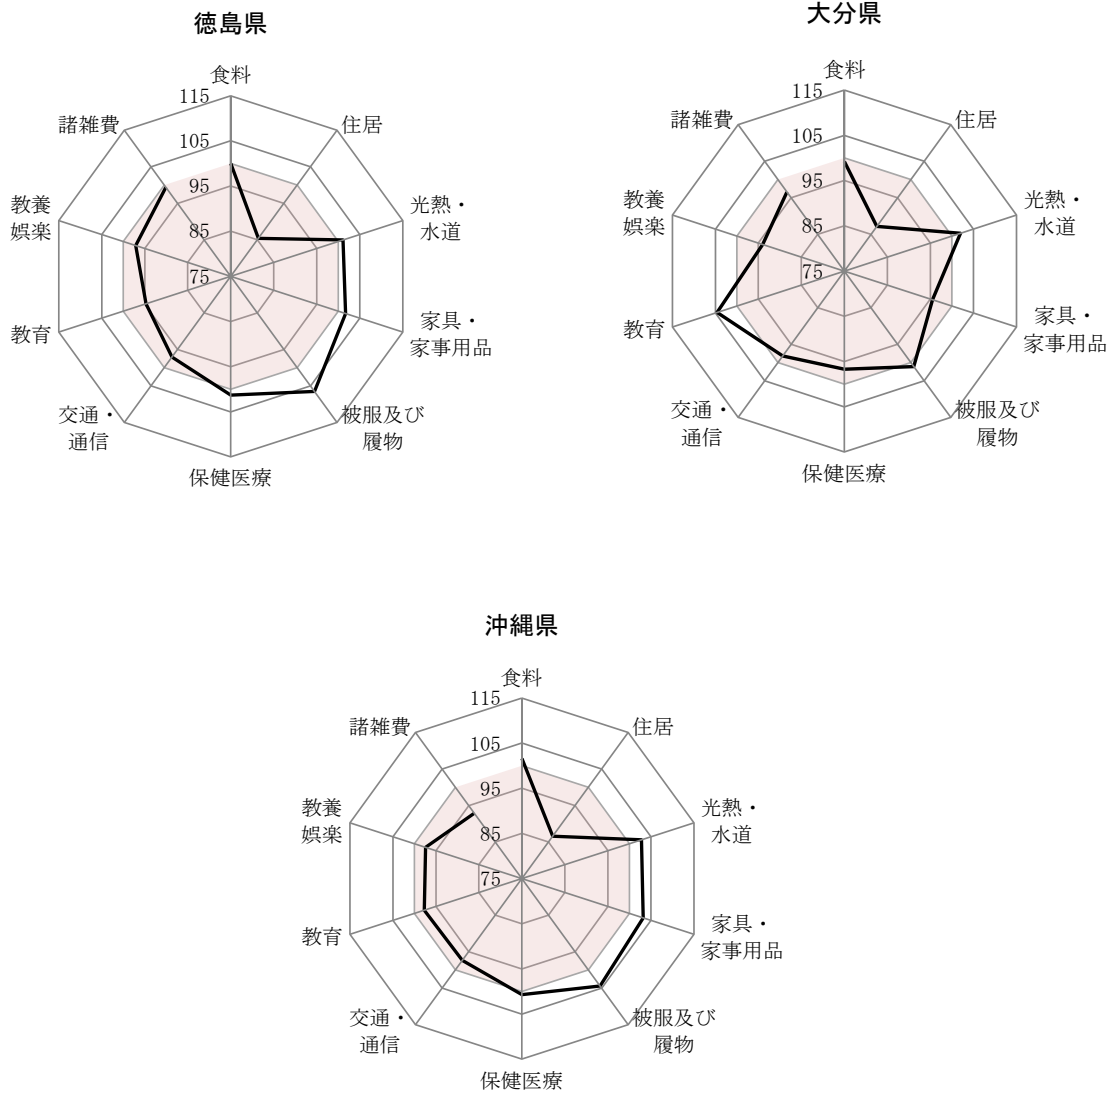 徳島県
食料
115
諸雑費
住居
105
95
教養
娯楽
光熱・
水道
85
75
教育
家具・
家事用品
交通・
通信
被服及び
履物
保健医療
大分県
食料
115
諸雑費
住居
105
95
教養
娯楽
光熱・
水道
85
75
教育
家具・
家事用品
交通・
通信
被服及び
履物
保健医療
沖縄県
食料
115
諸雑費
住居
105
95
教養
娯楽
光熱・
水道
85
75
教育
家具・
家事用品
交通・
通信
被服及び
履物
保健医療